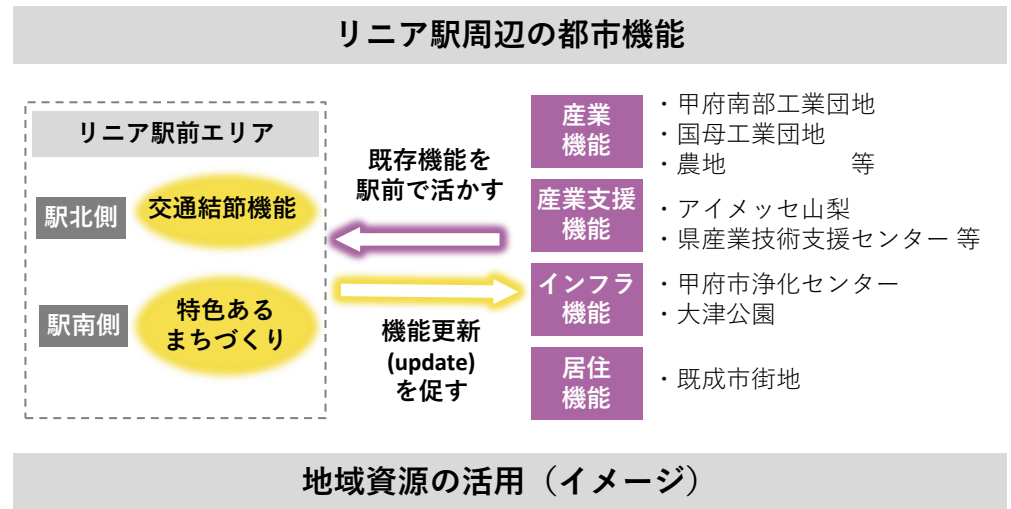 リニア駅周辺の都市機能
リニア駅前エリア
駅北側
交通結節機能
駅南側
特色ある
まちづくり
既存機能を
駅前で活かす
機能更新
(update)
を促す
産業
機能
・甲府南部工業団地
・国母工業団地
・農地 等
産業支援
機能
・アイメッセ山梨
・県産業技術支援センター 等
インフラ
機能
・甲府市浄化センター
・大津公園
居住
機能
・既成市街地
地域資源の活用（イメージ）